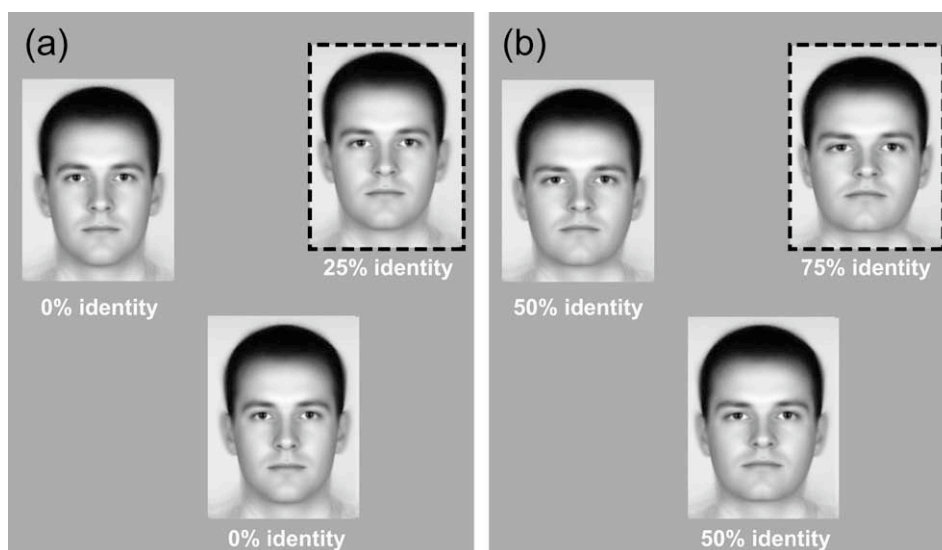 (a)
0% identity
25% identity
0% identity
(b)
50% identity
75% identity
50% identity